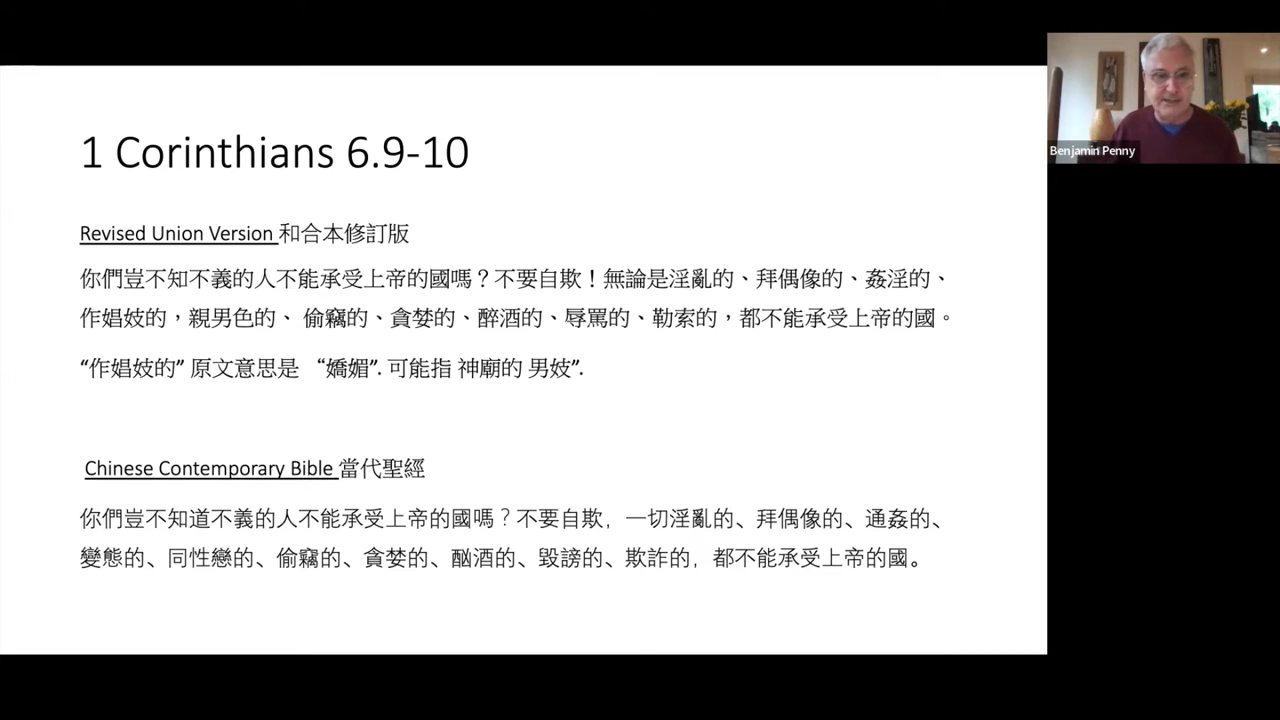 1 Corinthians 6.9-10
Revised Union Version 和合本修訂版
你們豈不知不義的人不能承受上帝的國嗎？不要自欺！無論是淫亂的、拜偶像的、姦淫的、
作娼妓的，親男色的、 偷竊的、貪婪的、醉酒的、辱罵的、勒索的，都不能承受上帝的國。
“作娼妓的” 原文意思是 “嬌媚”. 可能指 神廟的 男妓”.
Chinese Contemporary Bible 當代聖經
你們豈不知道不義的人不能承受上帝的國嗎？不要自欣，一切淫亂的、拜偶像的、通姦的、
變態的、同性戀的、偷竊的、貪婪的、酗酒的、毀謗的、欺詐的，都不能承受上帝的國。
Benjamin Penny